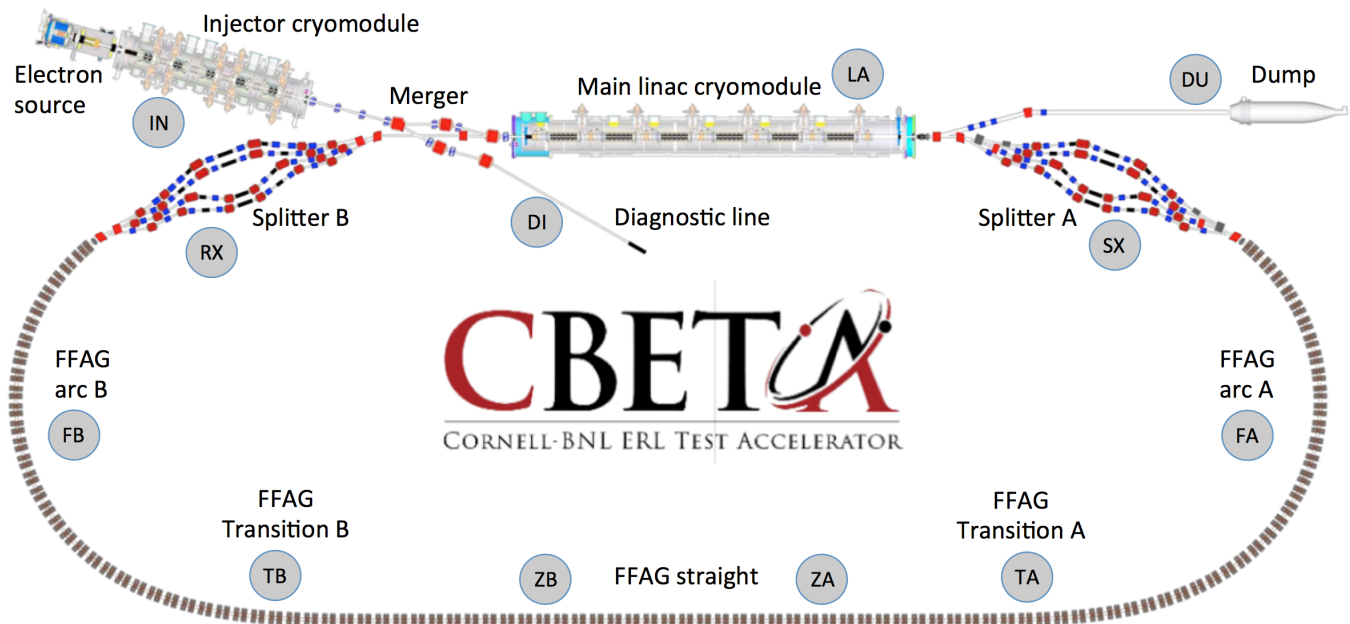 Injector cryomodule
Electron
source
IN
Merger
Main linac cryomodule
LA
DU
Dump
Splitter B
RX
DI
Diagnostic line
Splitter A
SX
CBETA
CORNELL-BNL ERL TEST ACCELERATOR
FFAG
arc B
FB
FFAG
arc A
FA
FFAG
Transition B
TB
ZB
FFAG straight
ZA
FFAG
Transition A
TA